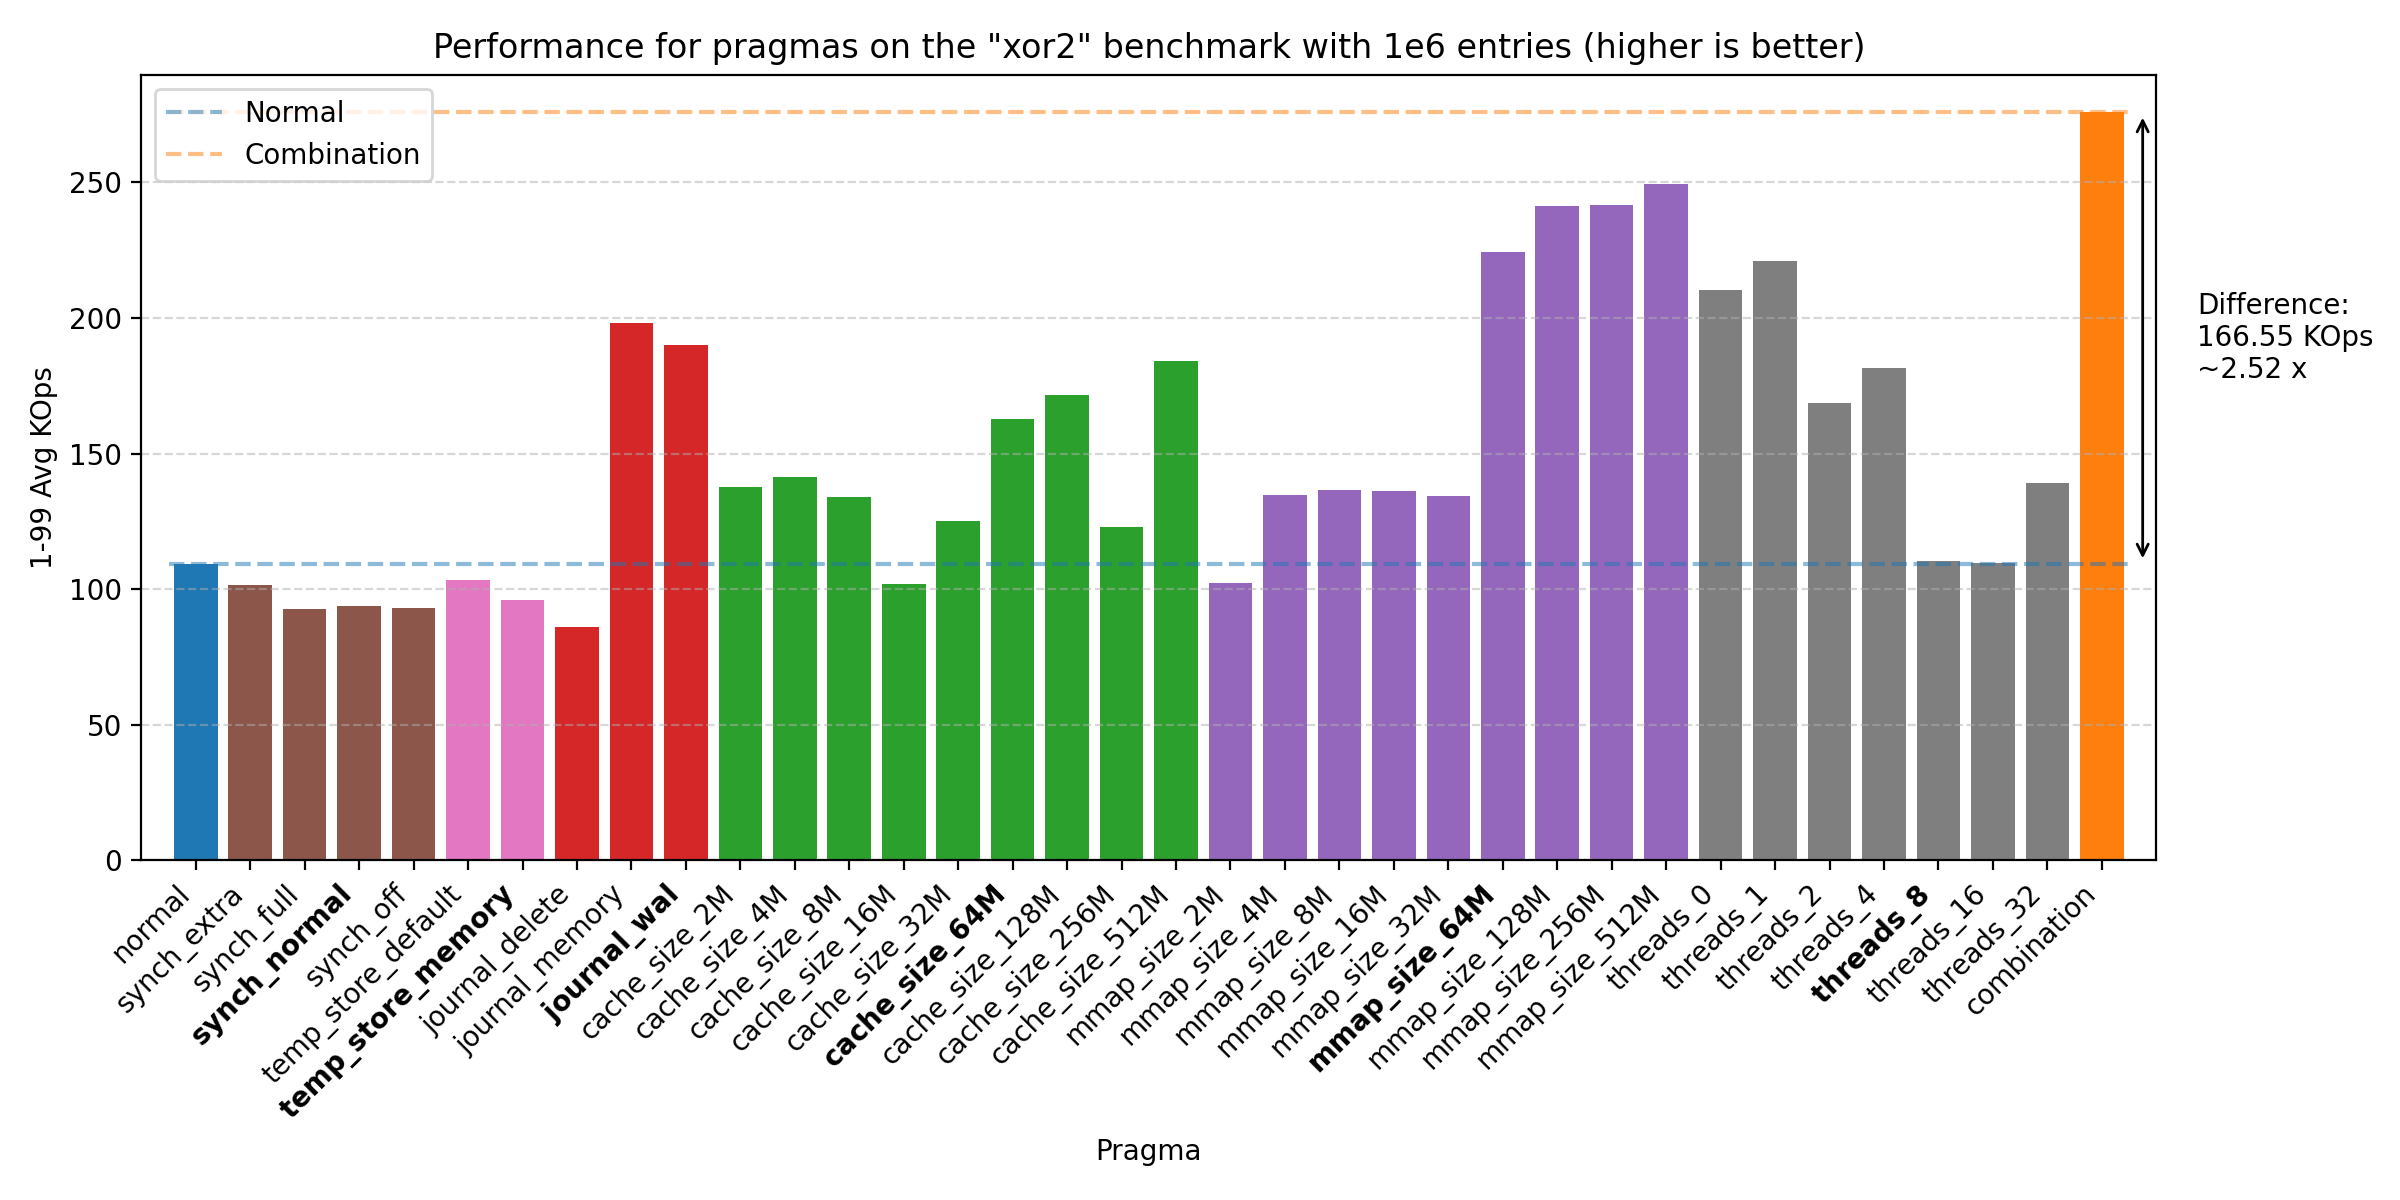 Performance for pragmas on the "xor2" benchmark with 1e6 entries (higher is better)
Normal
Combination
250
200
150
100
50
0
1-99 Avg KOps
Difference:
166.55 KOps
~2.52 x
normal
synch_extra
synch_full
synch_normal
synch_off
temp_store_default
temp_store_memory
journal_delete
journal_memory
journal_wal
cache_size_2M
cache_size_4M
cache_size_8M
cache_size_16M
cache_size_32M
cache_size_64M
cache_size_128M
cache_size_256M
cache_size_512M
mmap_size_2M
mmap_size_4M
mmap_size_8M
mmap_size_16M
mmap_size_32M
mmap_size_64M
mmap_size_128M
mmap_size_256M
mmap_size_512M
threads_0
threads_1
threads_2
threads_4
threads_8
threads_16
threads_32
combination
Pragma